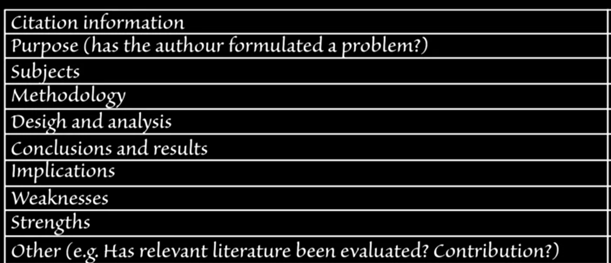 Citation information
Purpose (has the authour formulated a problem?)
Subjects
Methodology
Desigh and analysis
Conclusions and results
Implications
Weaknesses
Strengths
Other (e.g. Has relevant literature been evaluated? Contribution?)